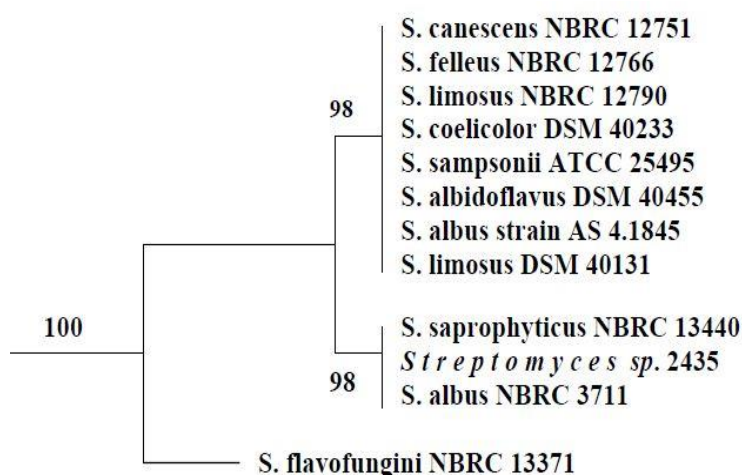 S. canescens NBRC 12751
S. felleus NBRC 12766
S. limosus NBRC 12790
98
S. coelicolor DSM 40233
S. sampsonii ATCC 25495
S. albidoflavus DSM 40455
S. albus strain AS 4.1845
S. limosus DSM 40131
100
S. saprophyticus NBRC 13440
Streptomyces sp. 2435
98
S. albus NBRC 3711
S. flavofungini NBRC 13371